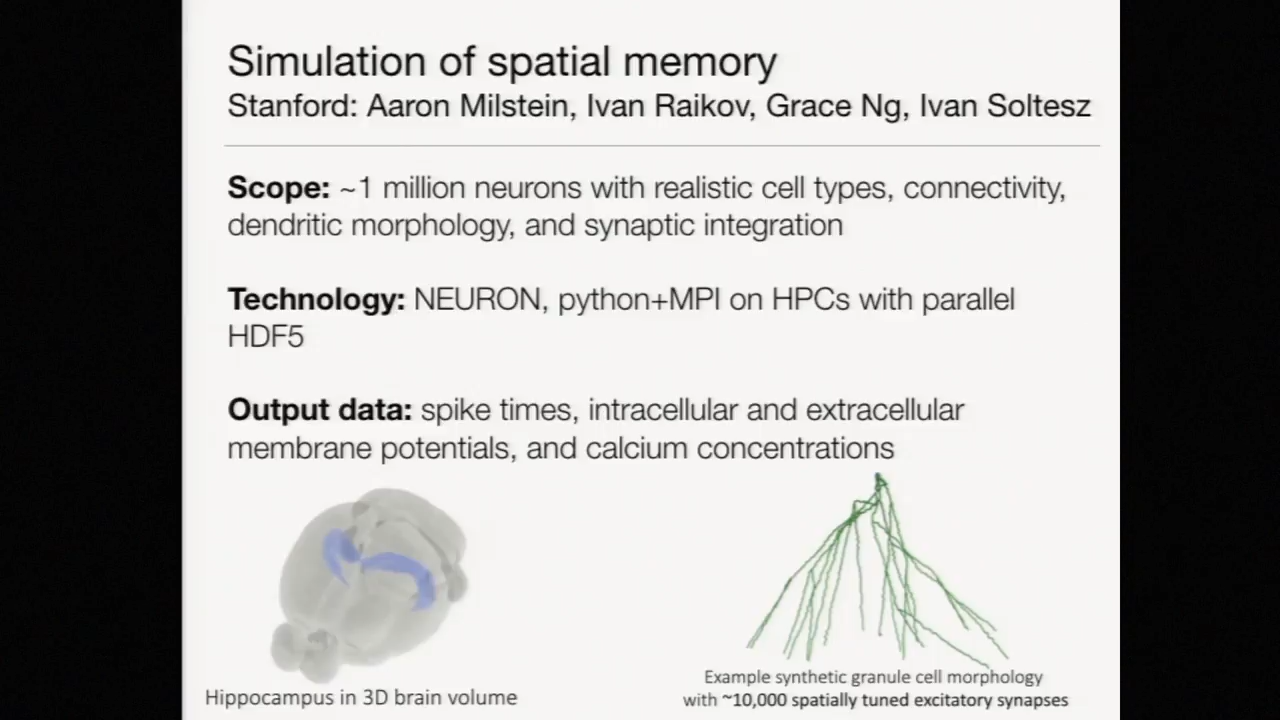 Simulation of spatial memory
Stanford: Aaron Milstein, Ivan Raikov, Grace Ng, Ivan Soltesz
Scope: ~1 million neurons with realistic cell types, connectivity,
dendritic morphology, and synaptic integration
Technology: NEURON, python+MPI on HPCs with parallel
HDF5
Output data: spike times, intracellular and extracellular
membrane potentials, and calcium concentrations
Hippocampus in 3D brain volume
Example synthetic granule cell morphology
with ~10,000 spatially tuned excitatory synapses